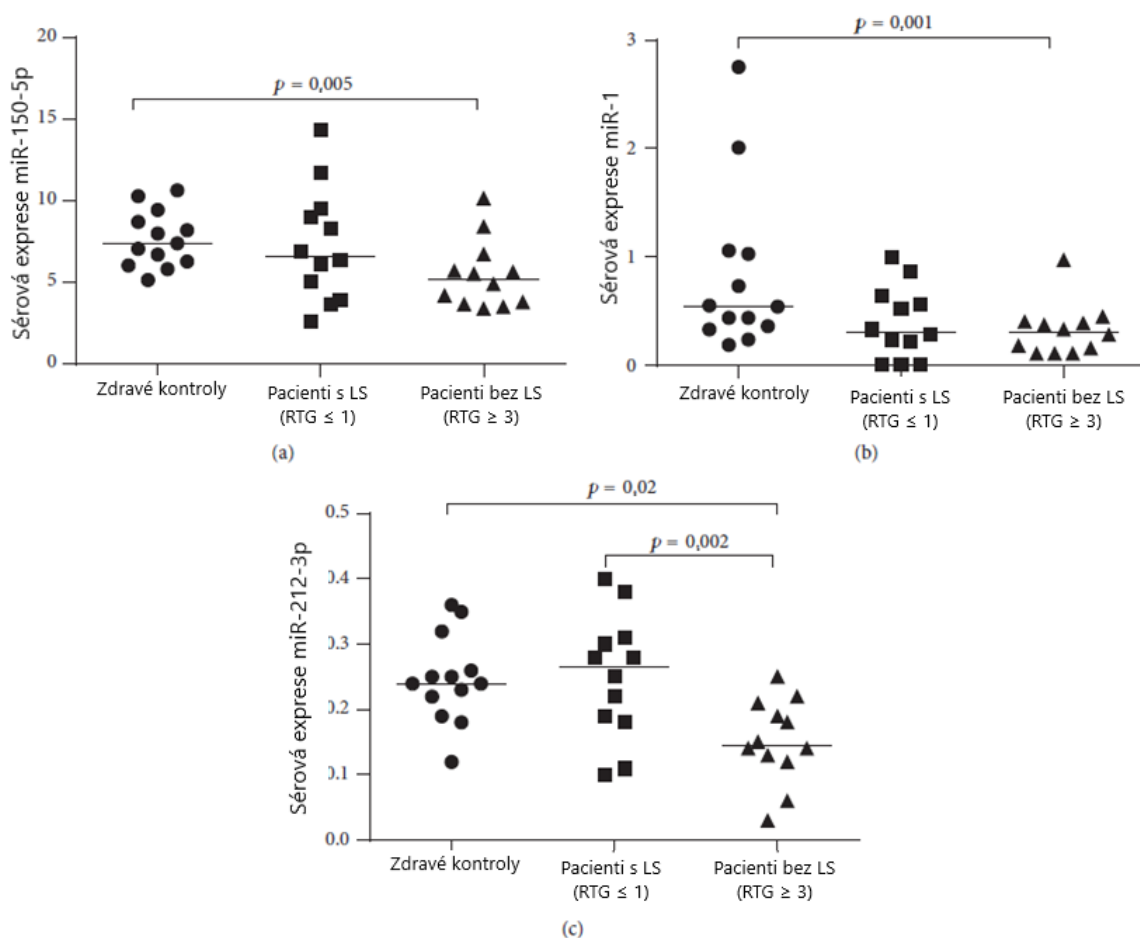 20
15
10
5
0
Sérová exprese miR-150-5p
p = 0,005
Zdravé kontroly
Pacienti s LS
(RTG ≤ 1)
Pacienti bez LS
(RTG ≥ 3)
(a)
3
2
1
0
Sérová exprese miR-1
p = 0,001
Zdravé kontroly
Pacienti s LS
(RTG ≤ 1)
Pacienti bez LS
(RTG ≥ 3)
(b)
0.5
0.4
0.3
0.2
0.1
0.0
Sérová exprese miR-212-3p
p = 0,02
p = 0,002
Zdravé kontroly
Pacienti s LS
(RTG ≤ 1)
Pacienti bez LS
(RTG ≥ 3)
(c)